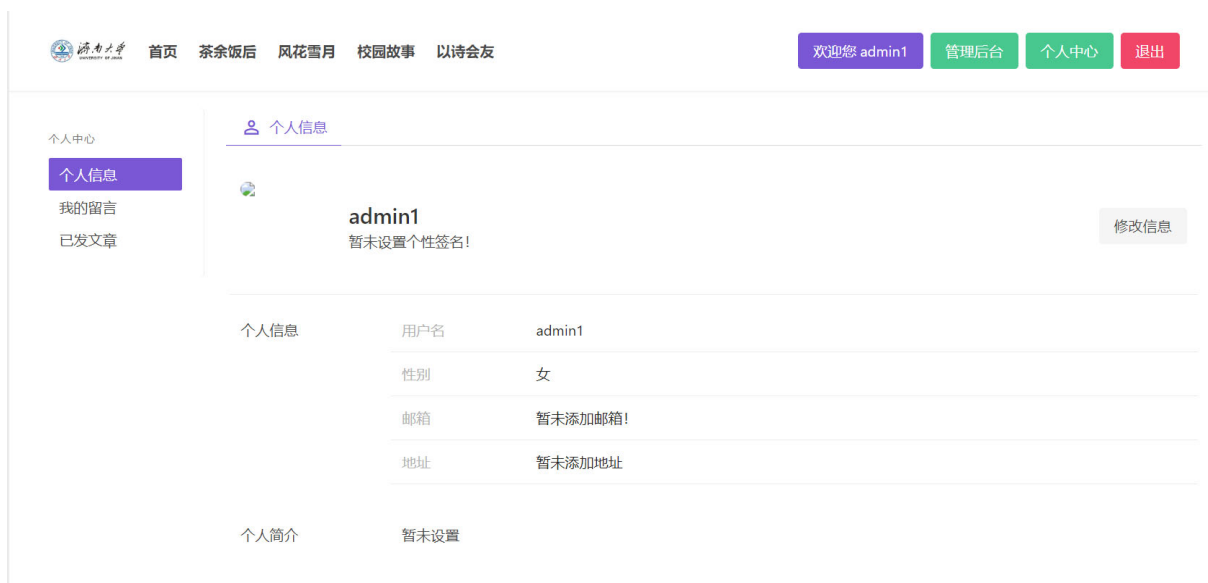 济南大学 首页 茶余饭后 风花雪月 校园故事 以诗会友 欢迎您 admin1 管理后台 个人中心 退出
UNIVERSITY OF JINAN
个人中心
个人信息
我的留言
已发文章
个人信息
admin1
暂未设置个性签名!
修改信息
个人信息 用户名 admin1
性别 女
邮箱 暂未添加邮箱!
地址 暂未添加地址
个人简介 暂未设置